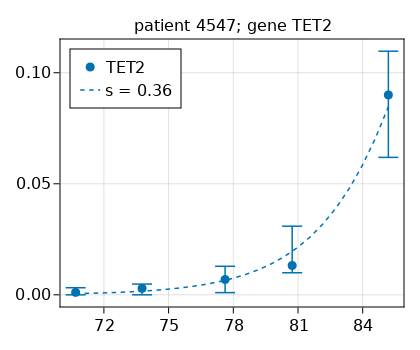 patient 4547; gene TET2
TET2
s = 0.36
0.10
0.05
0.00
72 75 78 81 84